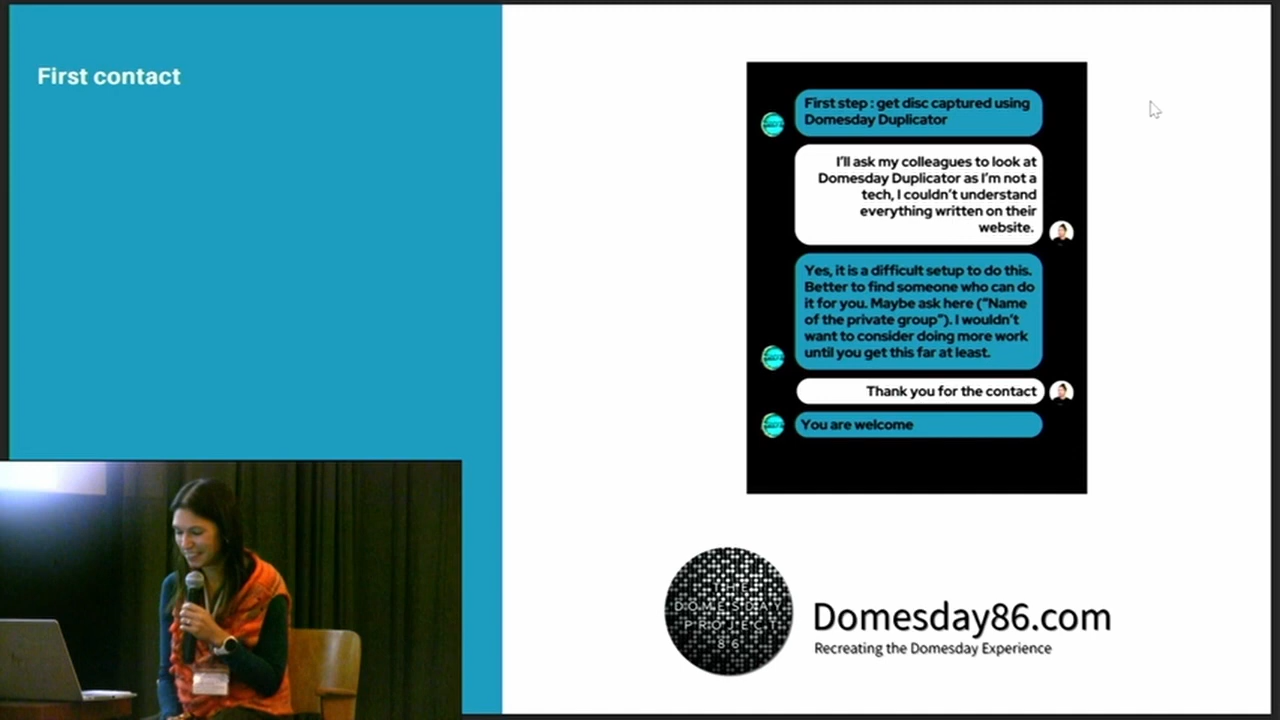 First contact
First step : get disc captured using
Domesday Duplicator
I'll ask my colleagues to look at
Domesday Duplicator as I'm not a
tech, I couldn't understand
everything written on their
website.
Yes, it is a difficult setup to do this.
Better to find someone who can do
it for you. Maybe ask here ("Name
of the private group"). I wouldn't
want to consider doing more work
until you get this far at least.
Thank you for the contact
You are welcome
THE
DOMESDAY
PROJECT
86
Domesday86.com
Recreating the Domesday Experience